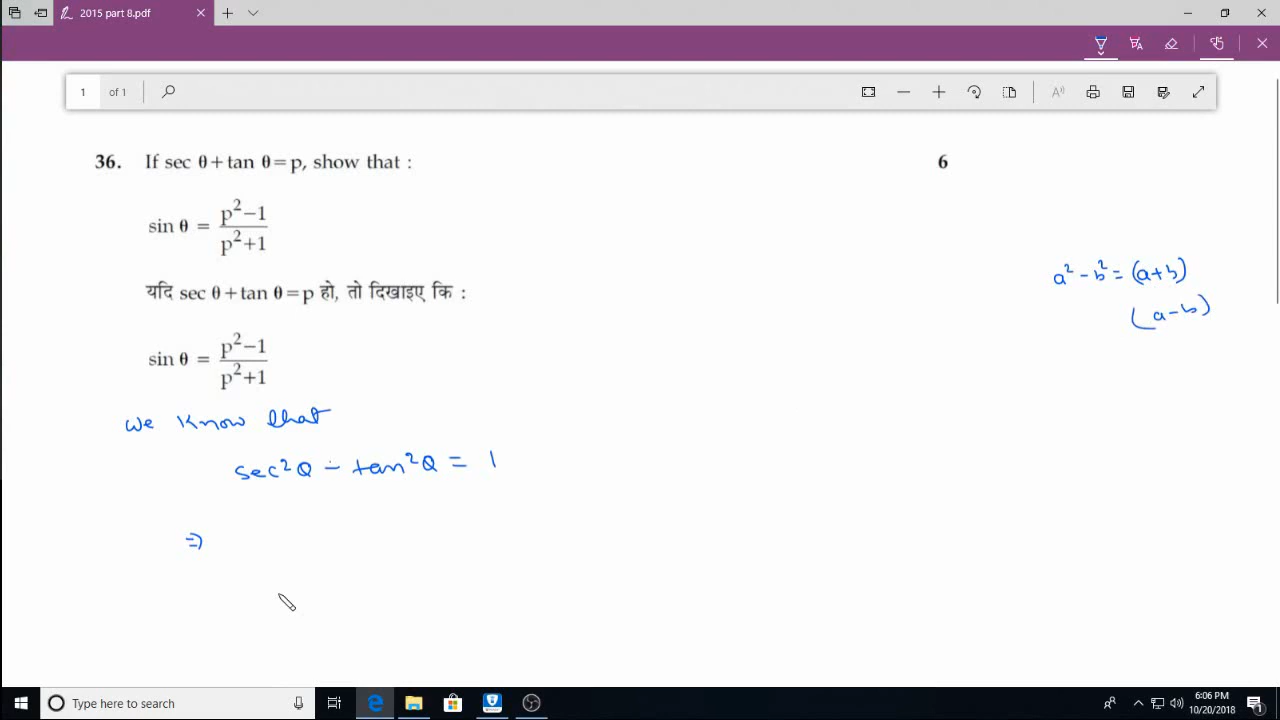 2015 part 8.pdf
1 of 1
36. If sec θ + tan θ = p, show that : 6
sin θ = p²−1 / p²+1
यदि sec θ + tan θ = p हो, तो दिखाइए कि :
sin θ = p²−1 / p²+1
a² - b² = (a+b)
(a-b)
We know that
sec²θ - tan²θ = 1
⇒
Type here to search
6:06 PM
10/20/2018
1